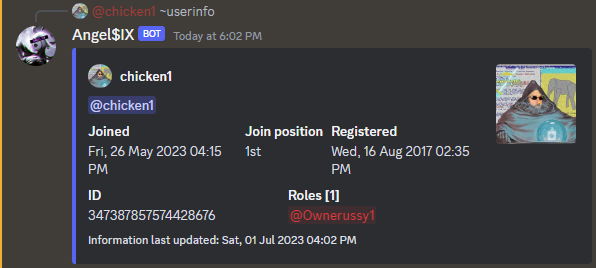 @chicken1 ~userinfo
Angel$IX BOT Today at 6:02 PM
chicken1
@chicken1
Joined Join position Registered
Fri, 26 May 2023 04:15 PM 1st Wed, 16 Aug 2017 02:35 PM
ID Roles [1]
347387857574428676 @Ownerussy1
Information last updated: Sat, 01 Jul 2023 04:02 PM